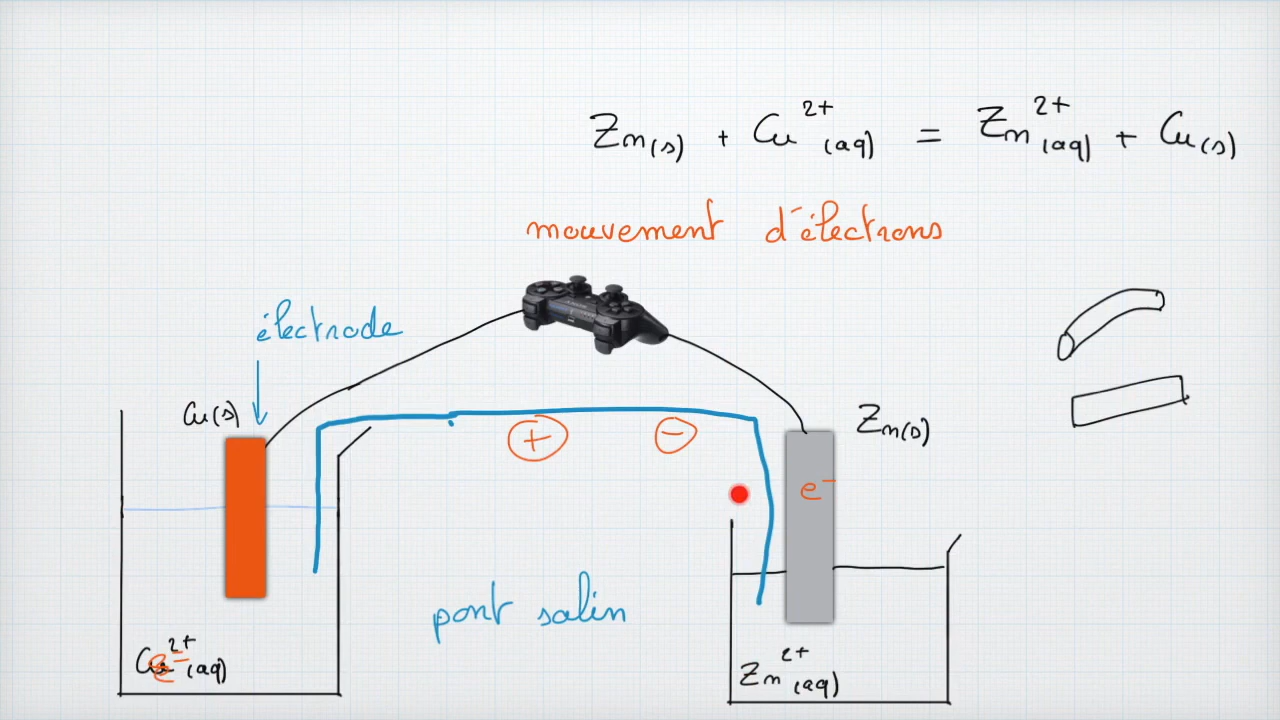 Zn(s) + Cu²⁺(aq) = Zn²⁺(aq) + Cu(s)
mouvement d'électrons
électrode
Cu(s)
Zn(s)
+
−
e⁻
pont salin
Cu²⁺(aq)
e⁻
Zn²⁺(aq)